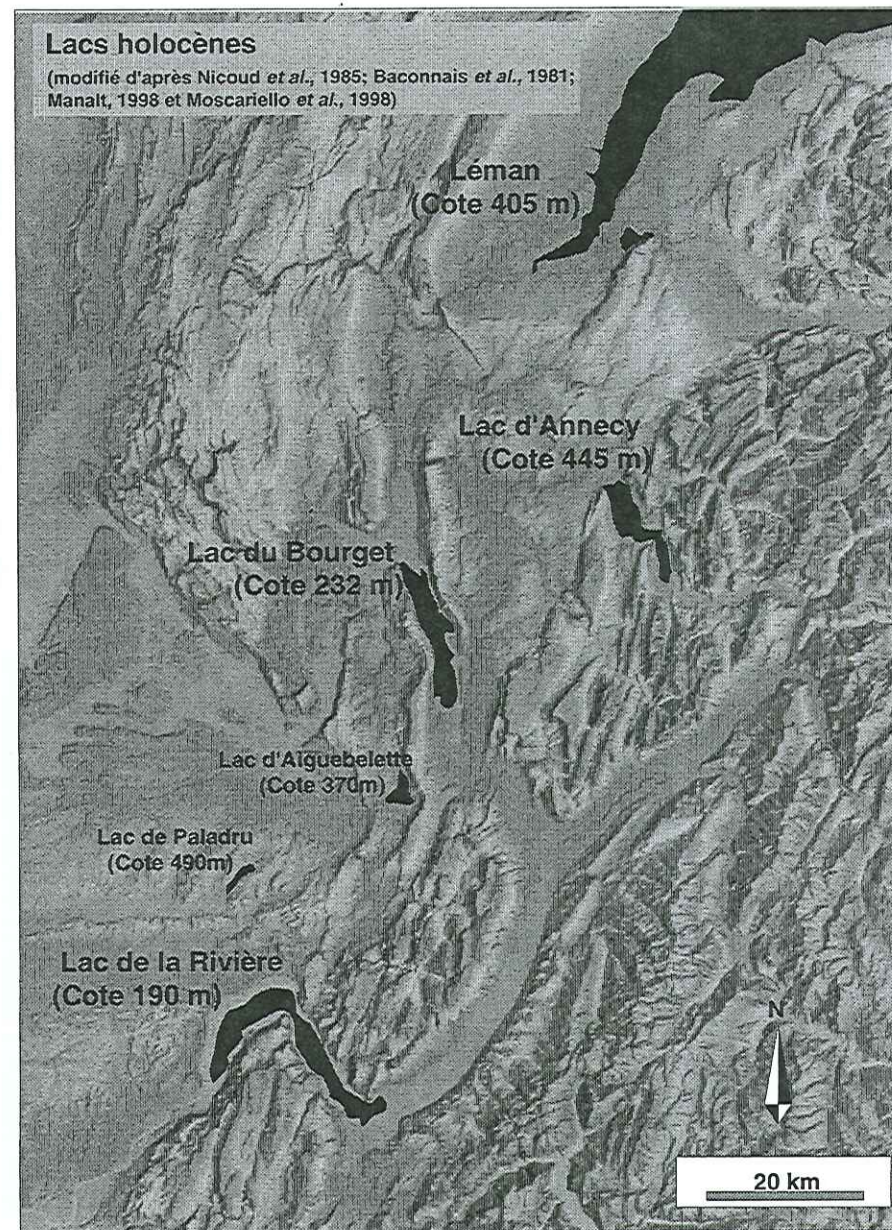 Lacs holocènes
(modifié d'après Nicoud et al., 1985; Baconnais et al., 1981;
Manalt, 1998 et Moscariello et al., 1998)
Léman
(Cote 405 m)
Lac d'Annecy
(Cote 445 m)
Lac du Bourget
(Cote 232 m)
Lac d'Aiguebelette
(Cote 370m)
Lac de Paladru
(Cote 490m)
Lac de la Rivière
(Cote 190 m)
N
20 km